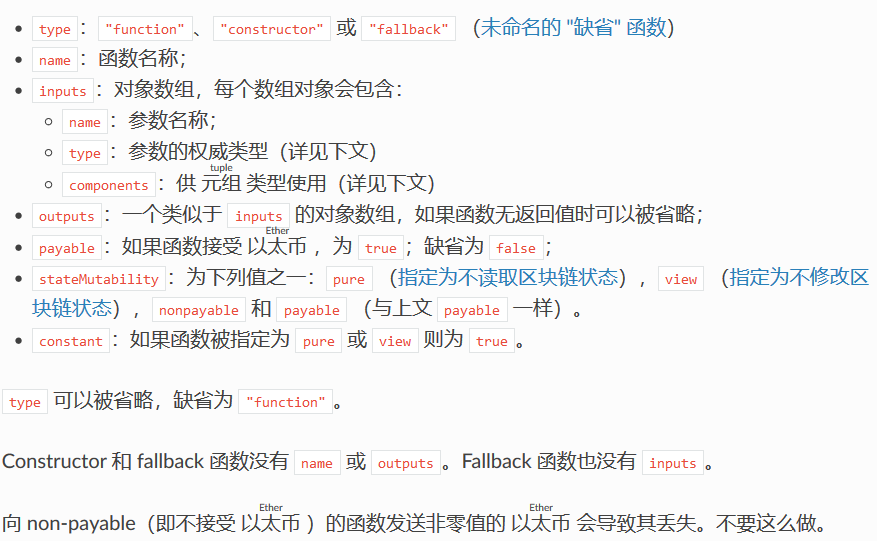 type："function"、"constructor" 或 "fallback" （未命名的 "缺省" 函数）
name：函数名称；
inputs：对象数组，每个数组对象会包含：
name：参数名称；
type：参数的权威类型（详见下文）
tuple
components：供 元组 类型使用（详见下文）
outputs：一个类似于 inputs 的对象数组，如果函数无返回值时可以被省略；
Ether
payable：如果函数接受 以太币 ，为 true；缺省为 false；
stateMutability：为下列值之一：pure （指定为不读取区块链状态），view （指定为不修改区
块链状态），nonpayable 和 payable （与上文 payable 一样）。
constant：如果函数被指定为 pure 或 view 则为 true。
type 可以被省略，缺省为 "function"。
Constructor 和 fallback 函数没有 name 或 outputs。Fallback 函数也没有 inputs。
Ether Ether
向 non-payable（即不接受 以太币 ）的函数发送非零值的 以太币 会导致其丢失。不要这么做。